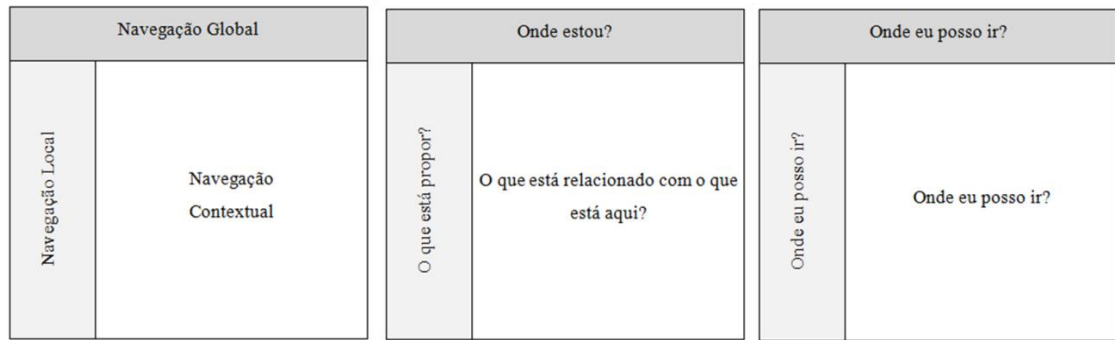 Navegação Global
Navegação Local
Navegação
Contextual
Onde estou?
O que está propor?
O que está relacionado com o que
está aqui?
Onde eu posso ir?
Onde eu posso ir?
Onde eu posso ir?